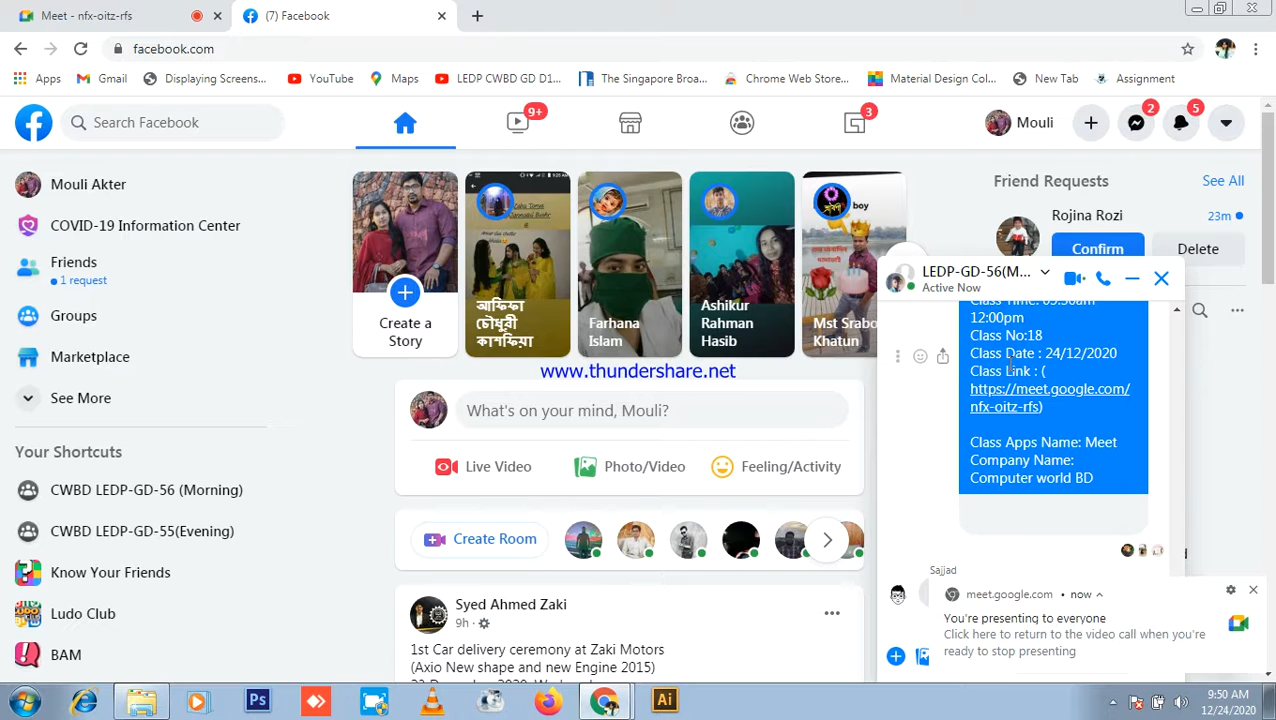 Meet - nfx-oitz-rfs
(7) Facebook
facebook.com
Apps
Gmail
Displaying Screens...
YouTube
Maps
LEDP CWBD GD D1...
The Singapore Broa...
Chrome Web Store...
Material Design Col...
New Tab
Assignment
Search Facebook
9+
3
Mouli
2
5
Mouli Akter
COVID-19 Information Center
Friends
1 request
Groups
Marketplace
See More
Your Shortcuts
CWBD LEDP-GD-56 (Morning)
CWBD LEDP-GD-55(Evening)
Know Your Friends
Ludo Club
BAM
Create a
Story
আফিফা
চৌধুরী
কাশফিয়া
Farhana
Islam
Ashikur
Rahman
Hasib
boy
Mst Srabo
Khatun
www.thundershare.net
What's on your mind, Mouli?
Live Video
Photo/Video
Feeling/Activity
Create Room
Syed Ahmed Zaki
9h
1st Car delivery ceremony at Zaki Motors
(Axio New shape and new Engine 2015)
Friend Requests
See All
Rojina Rozi
23m
Confirm
Delete
LEDP-GD-56(M...
Active Now
Class Time: 09:30am
12:00pm
Class No:18
Class Date : 24/12/2020
Class Link : (
https://meet.google.com/
nfx-oitz-rfs)
Class Apps Name: Meet
Company Name:
Computer world BD
Sajjad
meet.google.com • now
You're presenting to everyone
Click here to return to the video call when you're
ready to stop presenting
Ps
Ai
9:50 AM
12/24/2020